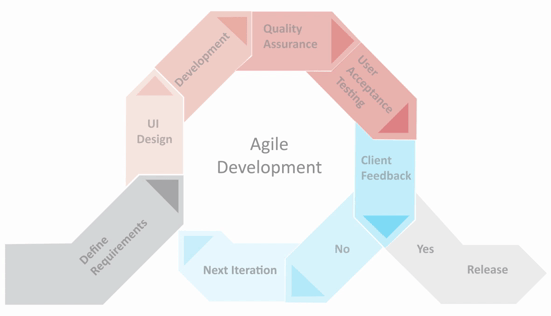 Agile
Development
Define
Requirements
UI
Design
Development
Quality
Assurance
User
Acceptance
Testing
Client
Feedback
No
Next Iteration
Yes
Release